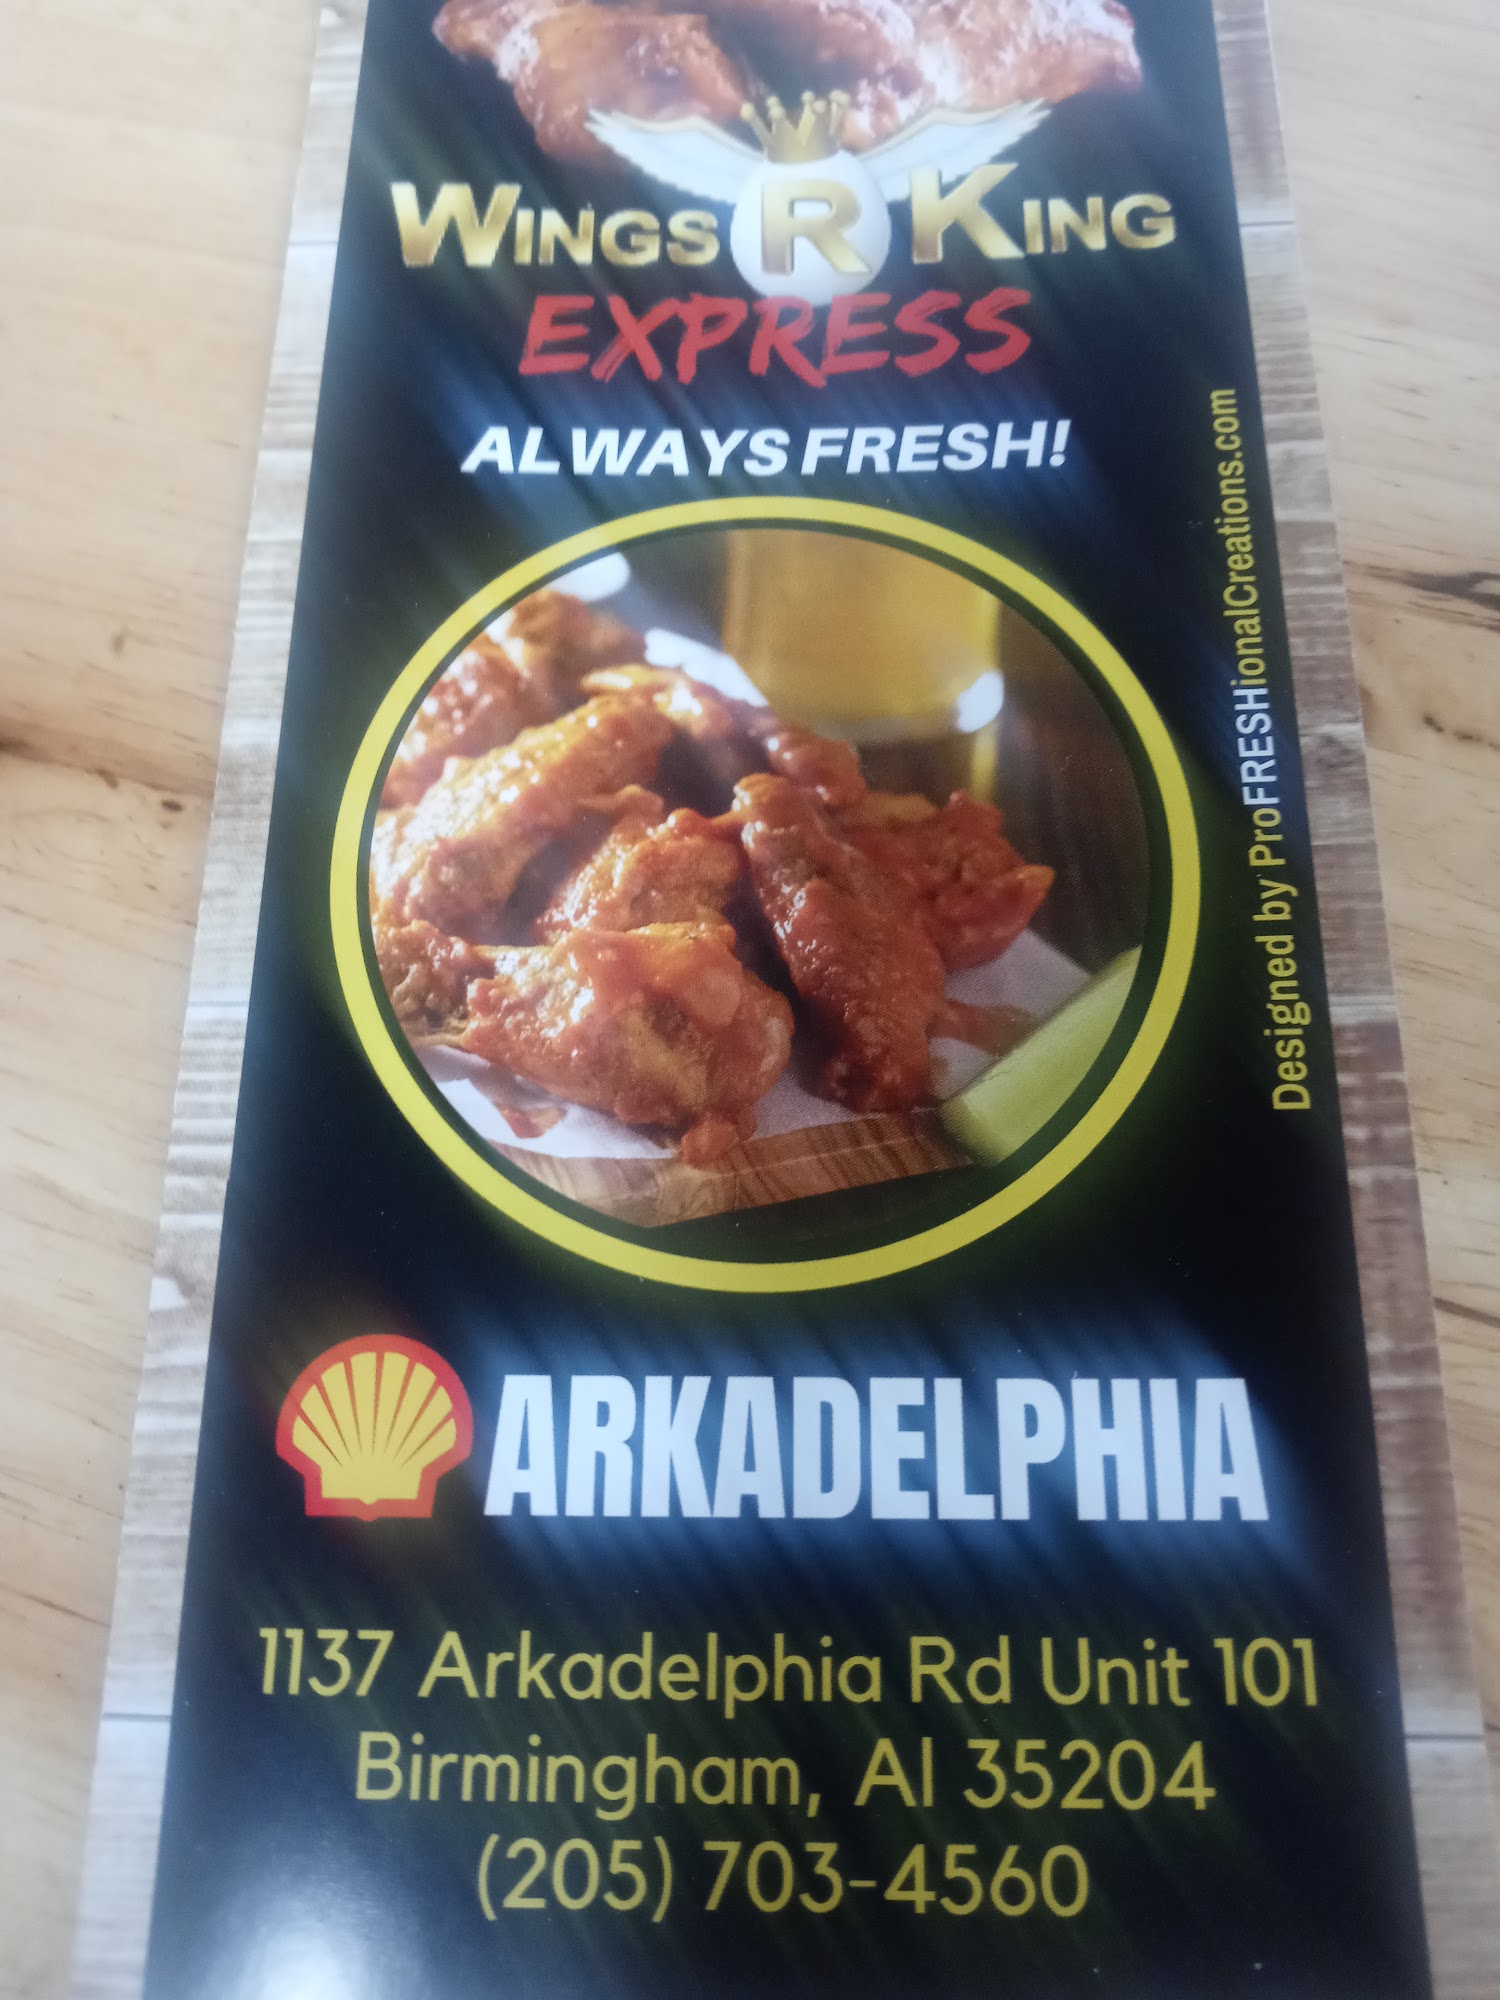 WINGS R KING
EXPRESS
ALWAYS FRESH!
Designed by ProFRESHionalCreations.com
ARKADELPHIA
1137 Arkadelphia Rd Unit 101
Birmingham, Al 35204
(205) 703-4560